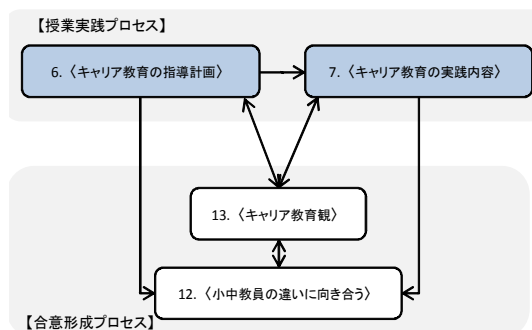 【授業実践プロセス】
6.〈キャリア教育の指導計画〉
7.〈キャリア教育の実践内容〉
13.〈キャリア教育観〉
12.〈小中教員の違いに向き合う〉
【合意形成プロセス】